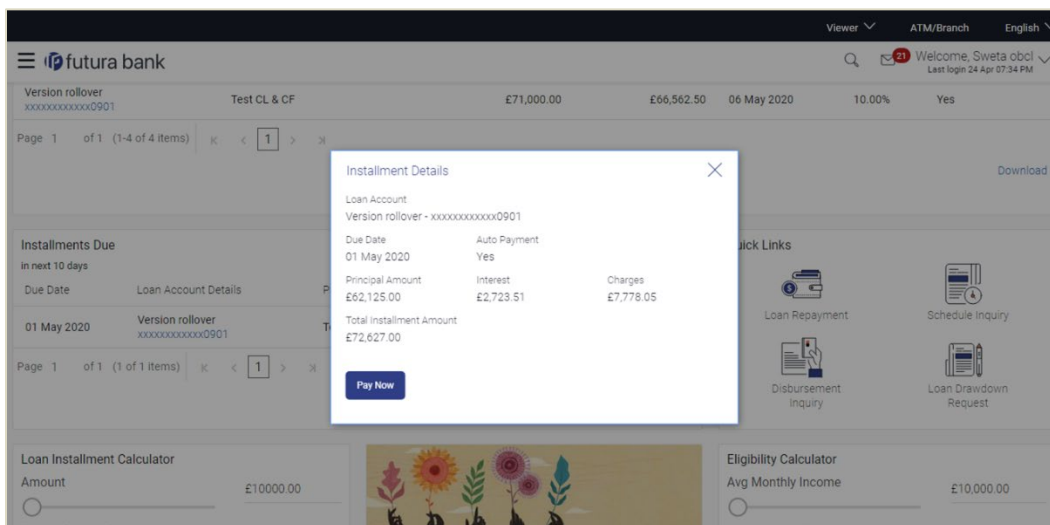 Viewer ATM/Branch English
futura bank 21 Welcome, Sweta obcl
Last login 24 Apr 07:34 PM
Version rollover Test CL & CF £71,000.00 £66,562.50 06 May 2020 10.00% Yes
xxxxxxxxxxxx0901
Page 1 of 1 (1-4 of 4 items) 1
Download
Installment Details
Loan Account
Version rollover - xxxxxxxxxxxx0901
Due Date Auto Payment
01 May 2020 Yes
Principal Amount Interest Charges
£62,125.00 £2,723.51 £7,778.05
Total Installment Amount
£72,627.00
Pay Now
Installments Due
in next 10 days
Due Date Loan Account Details
01 May 2020 Version rollover
xxxxxxxxxxxx0901
Page 1 of 1 (1 of 1 items) 1
uick Links
Loan Repayment Schedule Inquiry
Disbursement Loan Drawdown
Inquiry Request
Loan Installment Calculator
Amount £10000.00
Eligibility Calculator
Avg Monthly Income £10,000.00